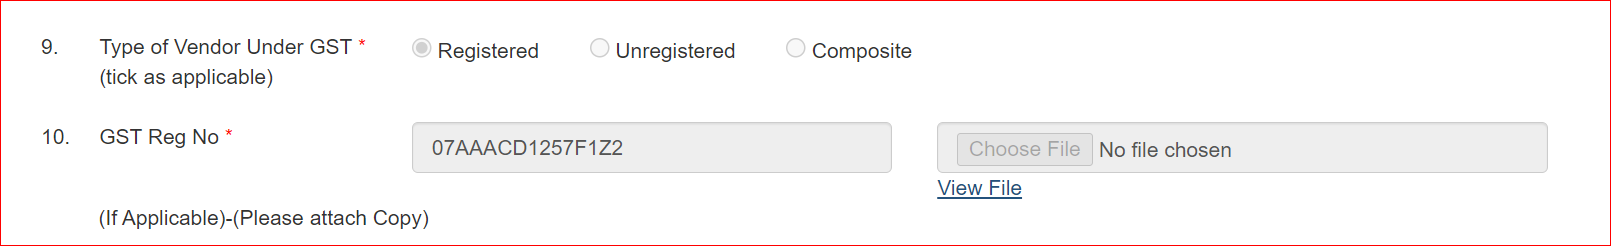 9. Type of Vendor Under GST * Registered Unregistered Composite
(tick as applicable)
10. GST Reg No * 07AAACD1257F1Z2 Choose File No file chosen
View File
(If Applicable)-(Please attach Copy)